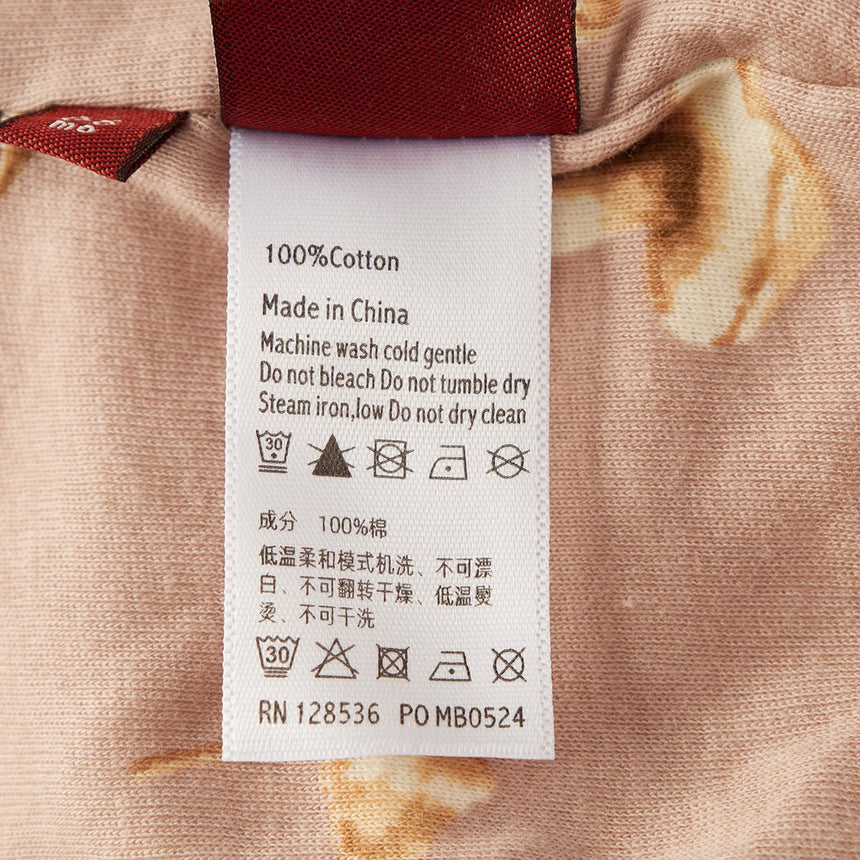 mo
100%Cotton
Made in China
Machine wash cold gentle
Do not bleach Do not tumble dry
Steam iron,low Do not dry clean
30
成分 100%棉
低温柔和模式机洗、不可漂
白、不可翻转干燥、低温熨
烫、不可干洗
30
RN 128536 PO MB0524